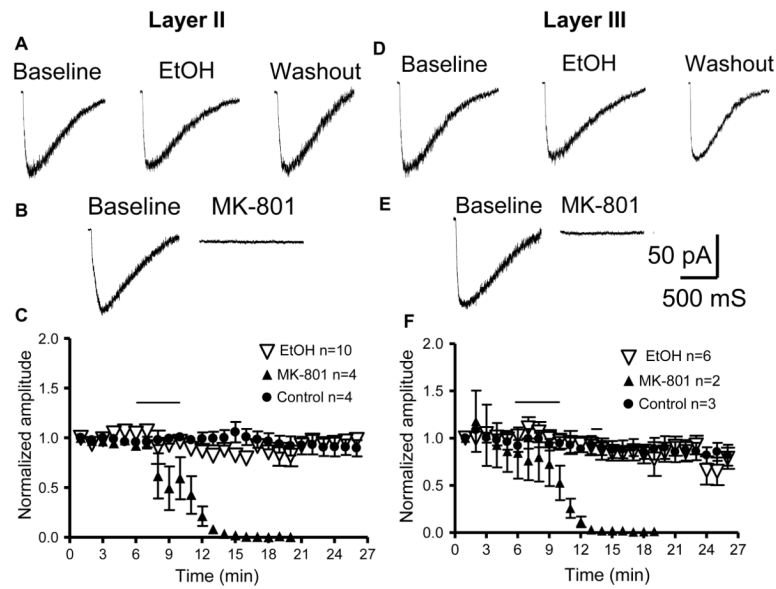 Layer II
Layer III
A
Baseline EtOH Washout
D
Baseline EtOH Washout
B
Baseline MK-801
E
Baseline MK-801
50 pA
500 mS
C
Normalized amplitude
2.0
1.5
1.0
0.5
0.0
EtOH n=10
MK-801 n=4
Control n=4
0 3 6 9 12 15 18 21 24 27
Time (min)
F
Normalized amplitude
2.0
1.5
1.0
0.5
0.0
EtOH n=6
MK-801 n=2
Control n=3
0 3 6 9 12 15 18 21 24 27
Time (min)